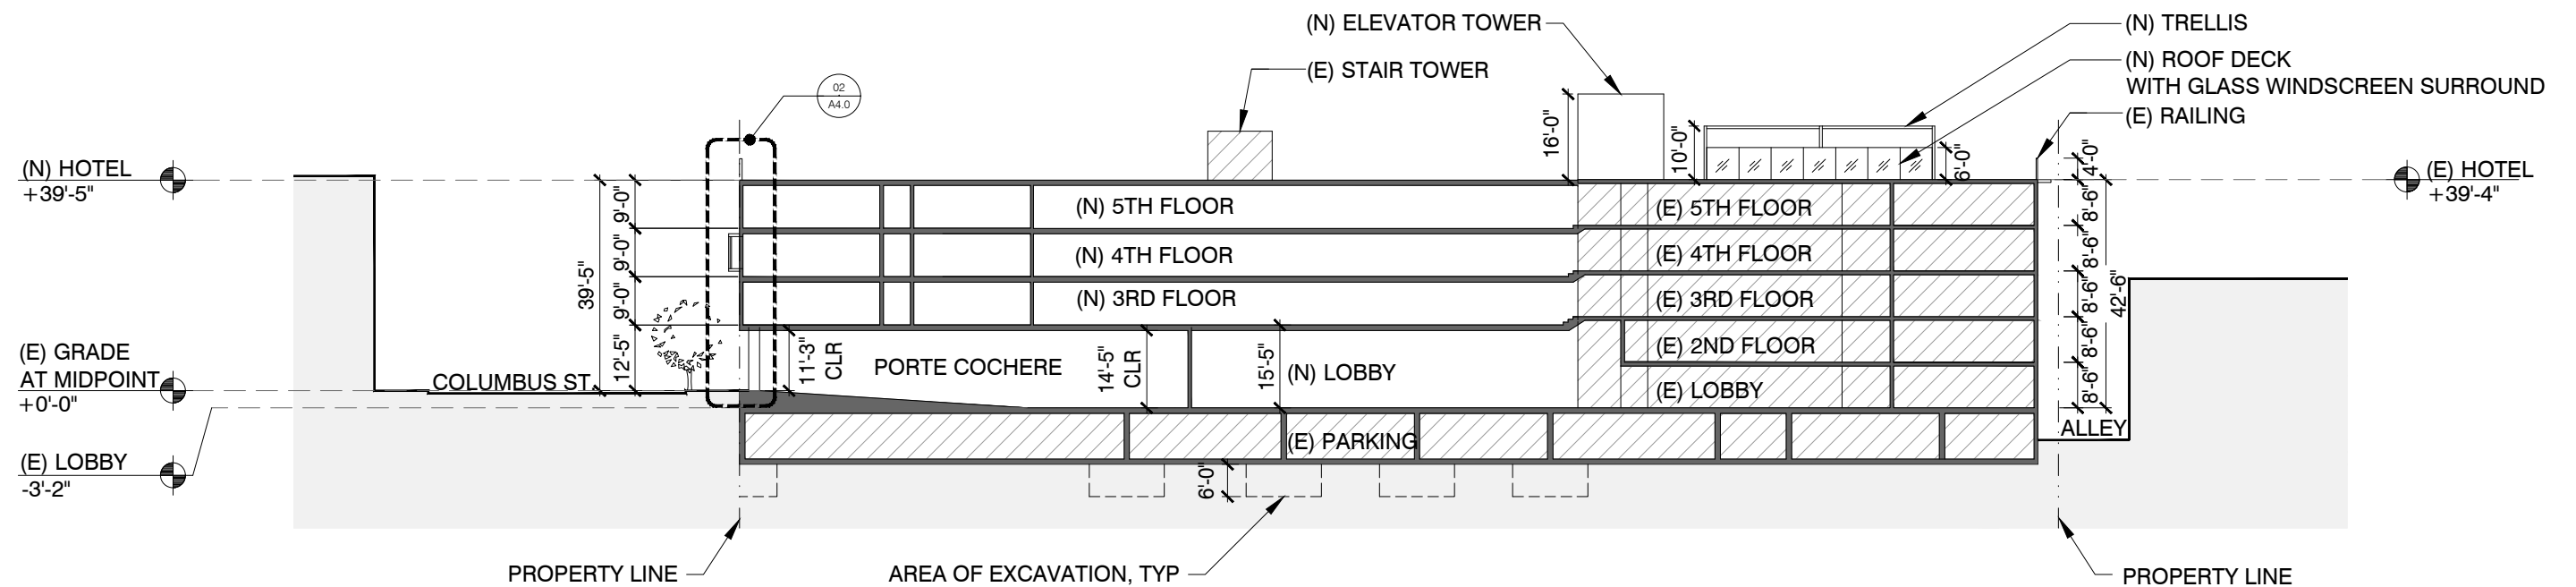 (N) ELEVATOR TOWER
(N) TRELLIS
(E) STAIR TOWER
(N) ROOF DECK
WITH GLASS WINDSCREEN SURROUND
(E) RAILING
02
A4.0
16'-0"
10'-0"
6'-0"
4'-0"
(N) HOTEL
+39'-5"
(E) HOTEL
+39'-4"
39'-5"
9'-0"
9'-0"
9'-0"
12'-5"
(N) 5TH FLOOR
(N) 4TH FLOOR
(N) 3RD FLOOR
(E) 5TH FLOOR
(E) 4TH FLOOR
(E) 3RD FLOOR
(E) 2ND FLOOR
(E) LOBBY
8'-6"
8'-6"
8'-6"
8'-6"
8'-6"
42'-6"
(E) GRADE
AT MIDPOINT
+0'-0"
COLUMBUS ST.
11'-3"
CLR
PORTE COCHERE
14'-5"
CLR
15'-5"
(N) LOBBY
ALLEY
(E) PARKING
(E) LOBBY
-3'-2"
6'-0"
PROPERTY LINE
AREA OF EXCAVATION, TYP
PROPERTY LINE